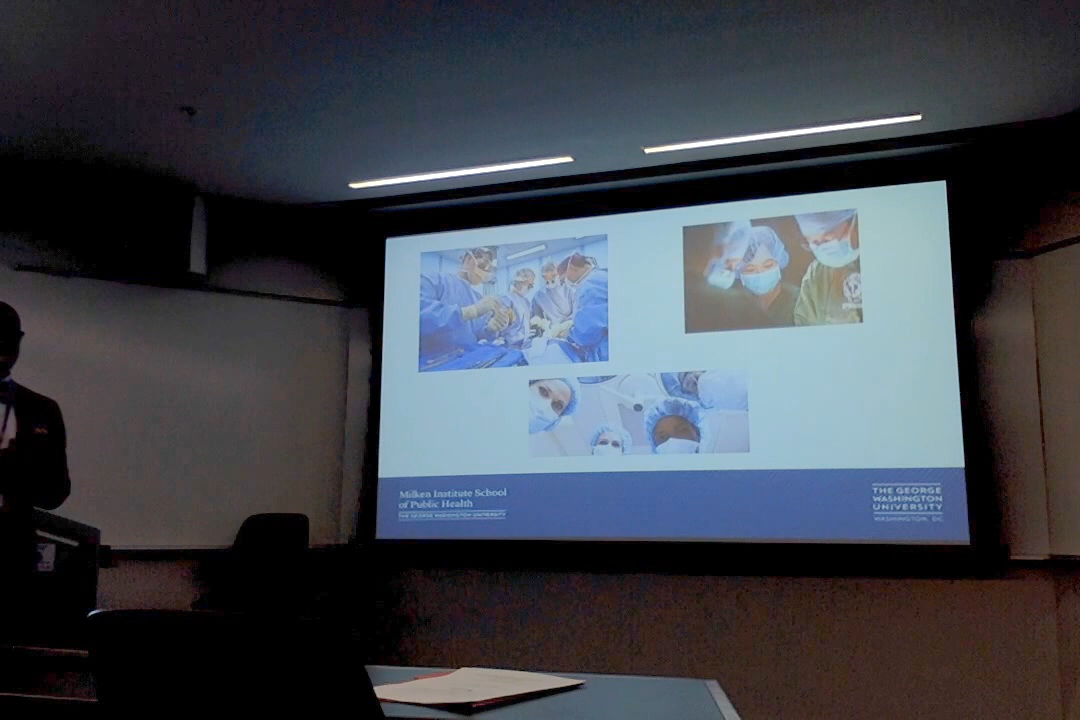 Milken Institute School
of Public Health
THE GEORGE WASHINGTON UNIVERSITY
THE GEORGE
WASHINGTON
UNIVERSITY
WASHINGTON, DC